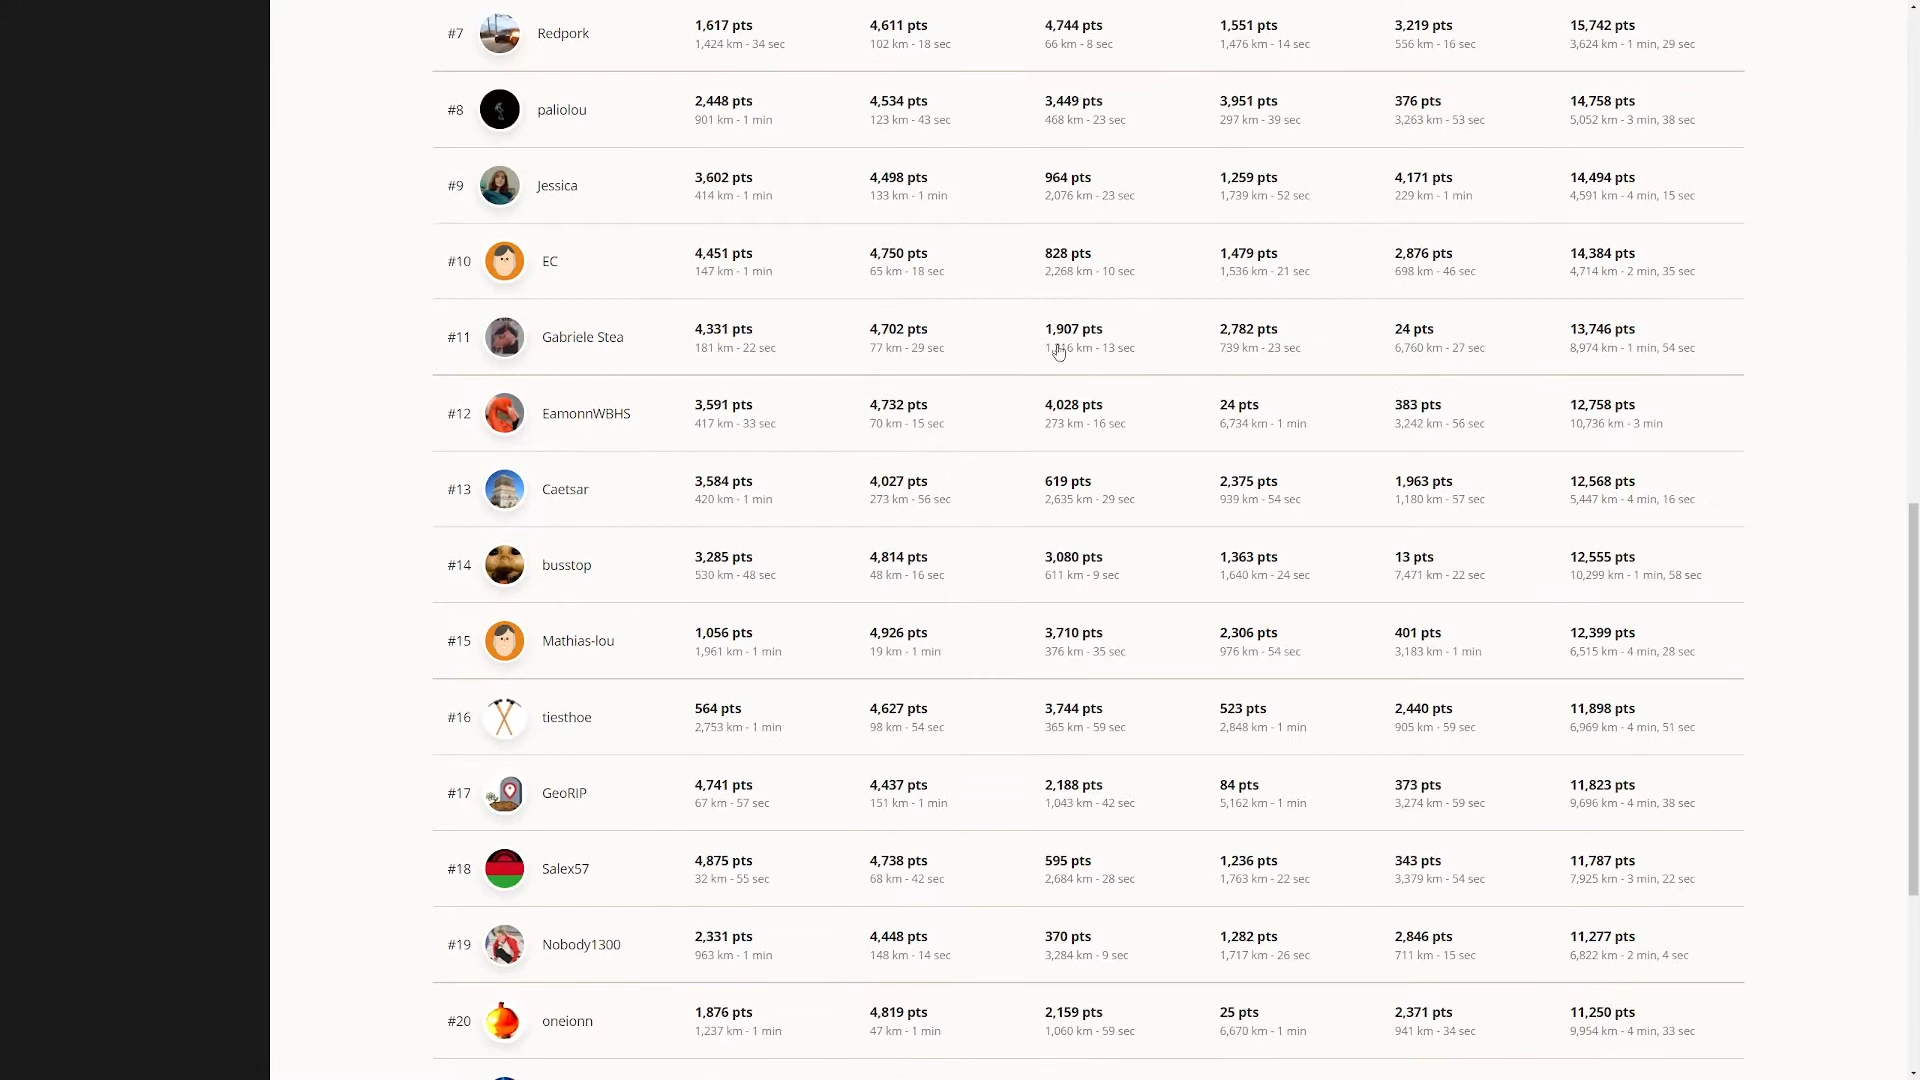 #7 Redpork 1,617 pts 4,611 pts 4,744 pts 1,551 pts 3,219 pts 15,742 pts
1,424 km - 34 sec 102 km - 18 sec 66 km - 8 sec 1,476 km - 14 sec 556 km - 16 sec 3,624 km - 1 min, 29 sec
#8 paliolou 2,448 pts 4,534 pts 3,449 pts 3,951 pts 376 pts 14,758 pts
901 km - 1 min 123 km - 43 sec 468 km - 23 sec 297 km - 39 sec 3,263 km - 53 sec 5,052 km - 3 min, 38 sec
#9 Jessica 3,602 pts 4,498 pts 964 pts 1,259 pts 4,171 pts 14,494 pts
414 km - 1 min 133 km - 1 min 2,076 km - 23 sec 1,739 km - 52 sec 229 km - 1 min 4,591 km - 4 min, 15 sec
#10 EC 4,451 pts 4,750 pts 828 pts 1,479 pts 2,876 pts 14,384 pts
147 km - 1 min 65 km - 18 sec 2,268 km - 10 sec 1,536 km - 21 sec 698 km - 46 sec 4,714 km - 2 min, 35 sec
#11 Gabriele Stea 4,331 pts 4,702 pts 1,907 pts 2,782 pts 24 pts 13,746 pts
181 km - 22 sec 77 km - 29 sec km - 13 sec 739 km - 23 sec 6,760 km - 27 sec 8,974 km - 1 min, 54 sec
#12 EamonnWBHS 3,591 pts 4,732 pts 4,028 pts 24 pts 383 pts 12,758 pts
417 km - 33 sec 70 km - 15 sec 273 km - 16 sec 6,734 km - 1 min 3,242 km - 56 sec 10,736 km - 3 min
#13 Caetsar 3,584 pts 4,027 pts 619 pts 2,375 pts 1,963 pts 12,568 pts
420 km - 1 min 273 km - 56 sec 2,635 km - 29 sec 939 km - 54 sec 1,180 km - 57 sec 5,447 km - 4 min, 16 sec
#14 busstop 3,285 pts 4,814 pts 3,080 pts 1,363 pts 13 pts 12,555 pts
530 km - 48 sec 48 km - 16 sec 611 km - 9 sec 1,640 km - 24 sec 7,471 km - 22 sec 10,299 km - 1 min, 58 sec
#15 Mathias-lou 1,056 pts 4,926 pts 3,710 pts 2,306 pts 401 pts 12,399 pts
1,961 km - 1 min 19 km - 1 min 376 km - 35 sec 976 km - 54 sec 3,183 km - 1 min 6,515 km - 4 min, 28 sec
#16 tiesthoe 564 pts 4,627 pts 3,744 pts 523 pts 2,440 pts 11,898 pts
2,753 km - 1 min 98 km - 54 sec 365 km - 59 sec 2,848 km - 1 min 905 km - 59 sec 6,969 km - 4 min, 51 sec
#17 GeoRIP 4,741 pts 4,437 pts 2,188 pts 84 pts 373 pts 11,823 pts
67 km - 57 sec 151 km - 1 min 1,043 km - 42 sec 5,162 km - 1 min 3,274 km - 59 sec 9,696 km - 4 min, 38 sec
#18 Salex57 4,875 pts 4,738 pts 595 pts 1,236 pts 343 pts 11,787 pts
32 km - 55 sec 68 km - 42 sec 2,684 km - 28 sec 1,763 km - 22 sec 3,379 km - 54 sec 7,925 km - 3 min, 22 sec
#19 Nobody1300 2,331 pts 4,448 pts 370 pts 1,282 pts 2,846 pts 11,277 pts
963 km - 1 min 148 km - 14 sec 3,284 km - 9 sec 1,717 km - 26 sec 711 km - 15 sec 6,822 km - 2 min, 4 sec
#20 oneionn 1,876 pts 4,819 pts 2,159 pts 25 pts 2,371 pts 11,250 pts
1,237 km - 1 min 47 km - 1 min 1,060 km - 59 sec 6,670 km - 1 min 941 km - 34 sec 9,954 km - 4 min, 33 sec